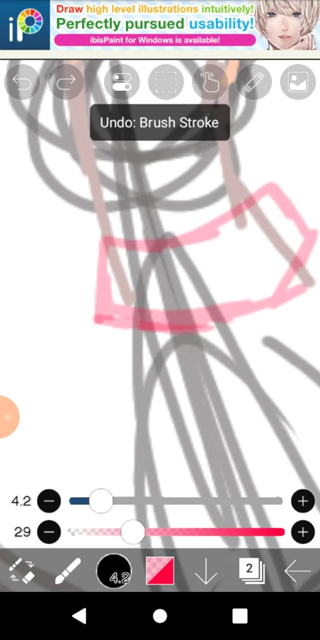 Draw high level illustrations intuitively!
Perfectly pursued usability!
ibisPaint for Windows is available!
Undo: Brush Stroke
4.2
29
4.2
2